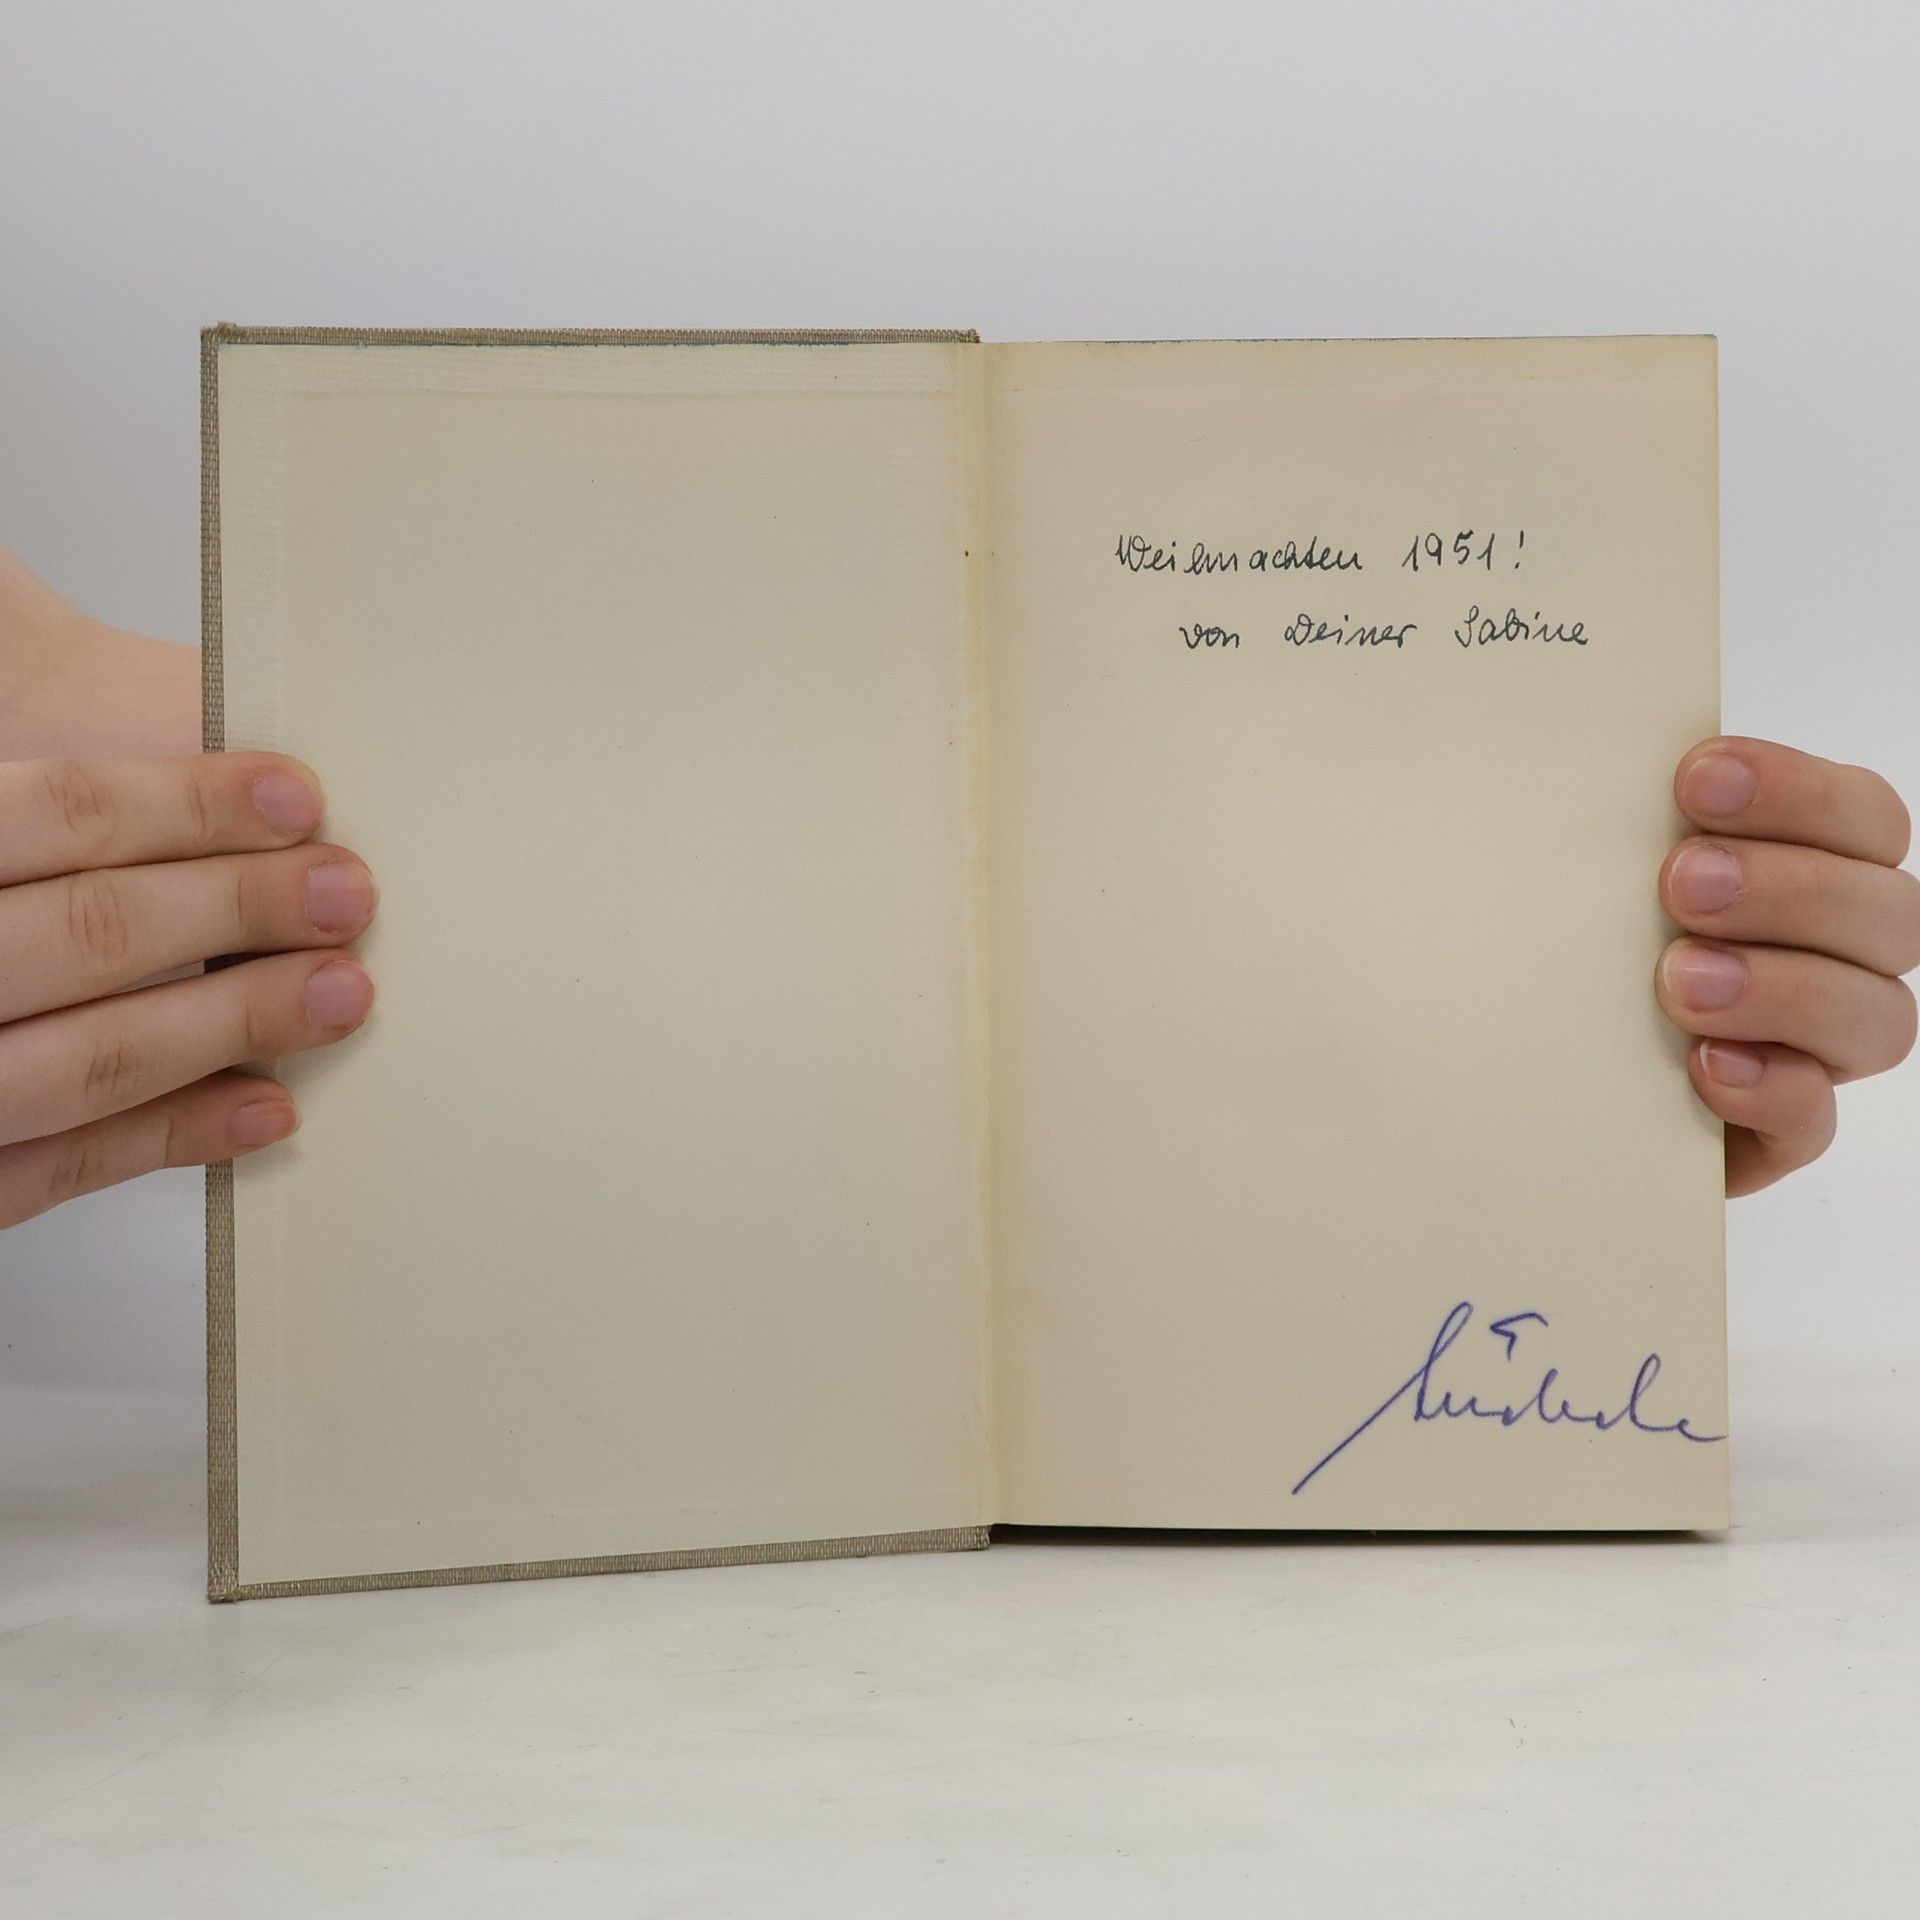 Weihnachten 1951!
von Deiner Sabine